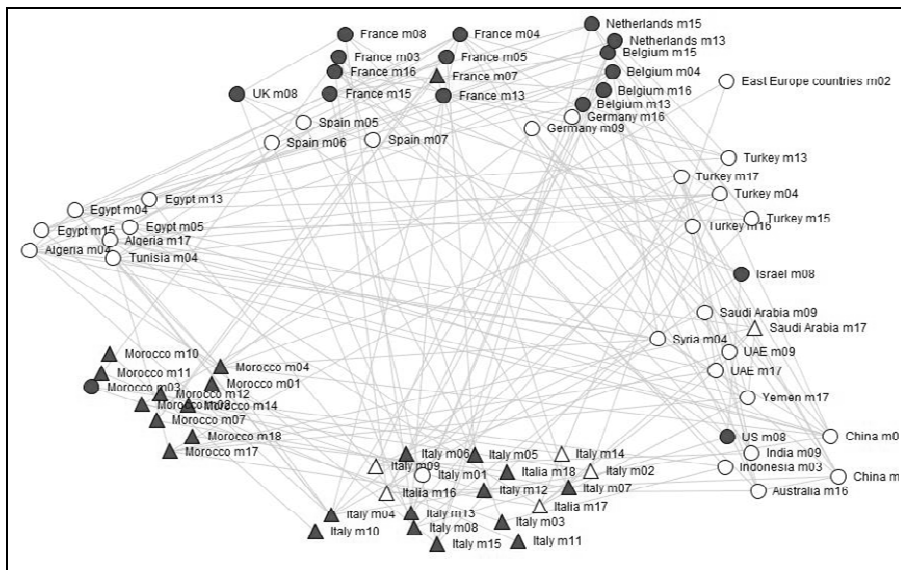 France m08
France m04
Netherlands m15
Netherlands m13
France m03
France m05
Belgium m15
France m16
France m07
Belgium m04
East Europe countries m02
UK m08
France m15
France m13
Belgium m16
Belgium m13
Spain m05
Germany m16
Germany m09
Spain m06
Spain m07
Turkey m13
Turkey m17
Egypt m13
Turkey m04
Egypt m04
Turkey m15
Egypt m15
Egypt m05
Turkey m16
Algeria m17
Algeria m04
Tunisia m04
Israel m08
Saudi Arabia m09
Saudi Arabia m17
Syria m04
UAE m09
Morocco m10
Morocco m04
UAE m17
Morocco m11
Morocco m01
Morocco m03
Morocco m12
Yemen m17
Morocco m14
Morocco m07
Morocco m18
US m08
China m0
Morocco m17
Italy m06
Italy m05
Italy m14
India m09
Italy m09
Italy m01
Italia m18
Italy m02
Indonesia m03
China m
Italia m16
Italy m12
Italy m07
Australia m16
Italia m17
Italy m04
Italy m13
Italy m03
Italy m10
Italy m08
Italy m15
Italy m11